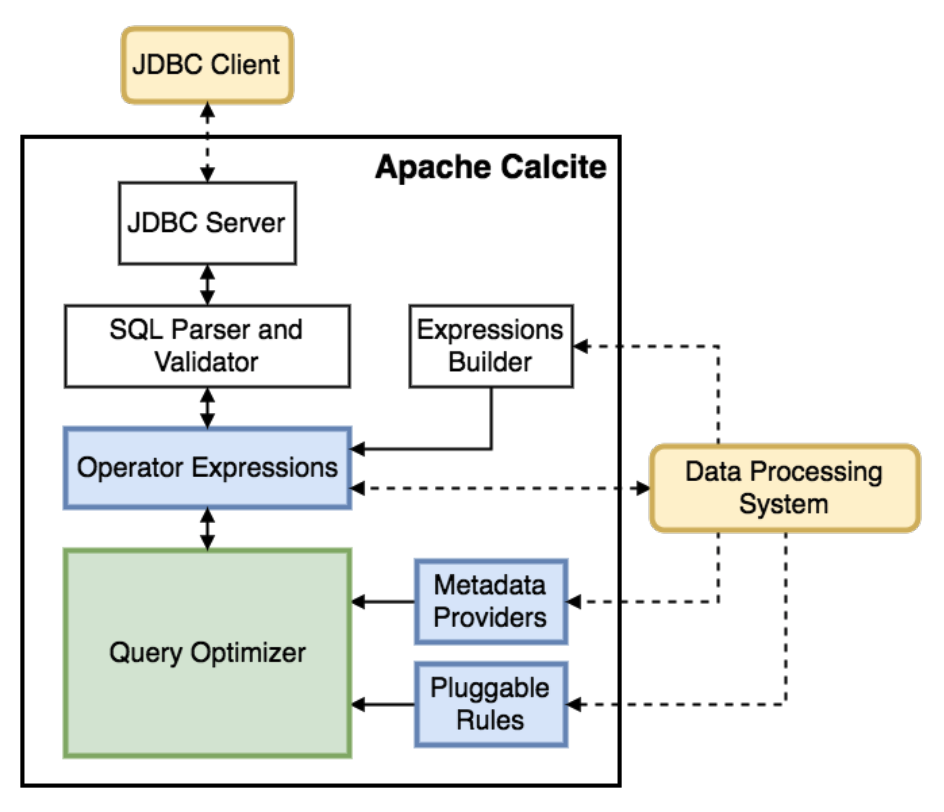 JDBC Client
Apache Calcite
JDBC Server
SQL Parser and
Validator
Expressions
Builder
Operator Expressions
Data Processing
System
Metadata
Providers
Query Optimizer
Pluggable
Rules